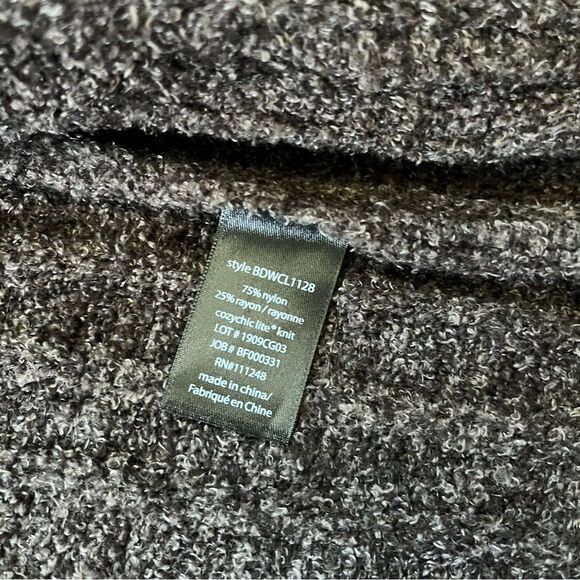 style BDWCL1128
75% nylon
25% rayon / rayonne
cozychic lite® knit
LOT # 1909CG03
JOB # BF000331
RN#111248
made in china/
Fabriqué en Chine